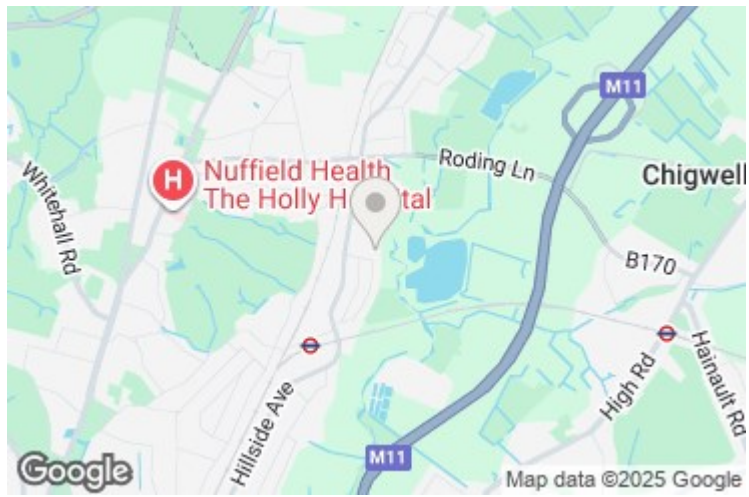 M11
Roding Ln
Nuffield Health
The Holly H
tal
H
Chigwell
Whitehall Rd
B170
Hainault Rd
High Rd
Hillside Ave
M11
Google
Map data ©2025 Google